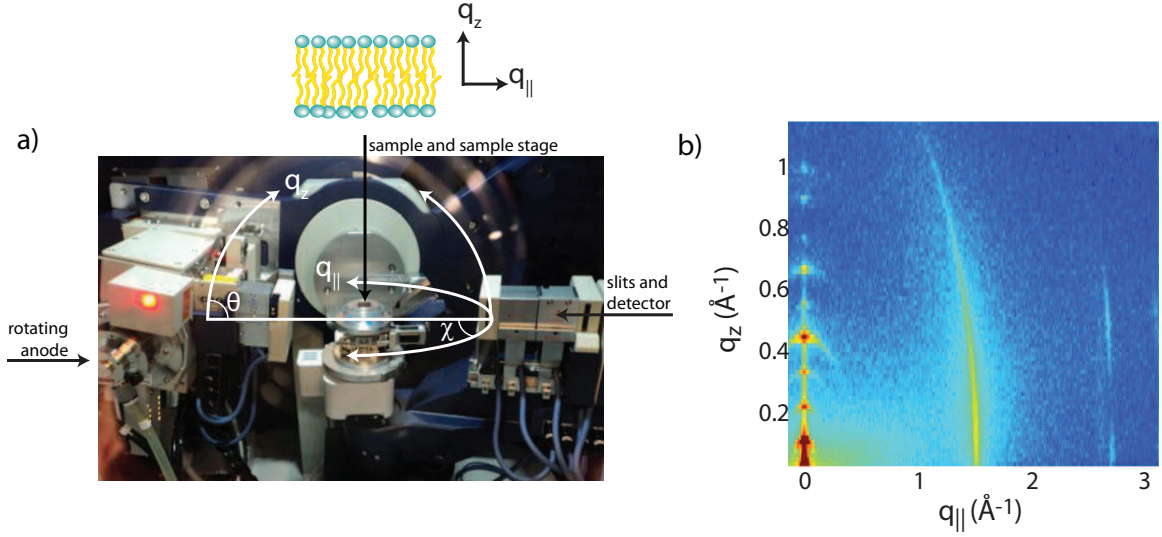 q_z
q_||
a)
sample and sample stage
q_z
q_||
θ
χ
slits and
detector
rotating
anode
b)
1
0.8
0.6
0.4
0.2
q_z (Å-1)
0
1
2
3
q_|| (Å-1)